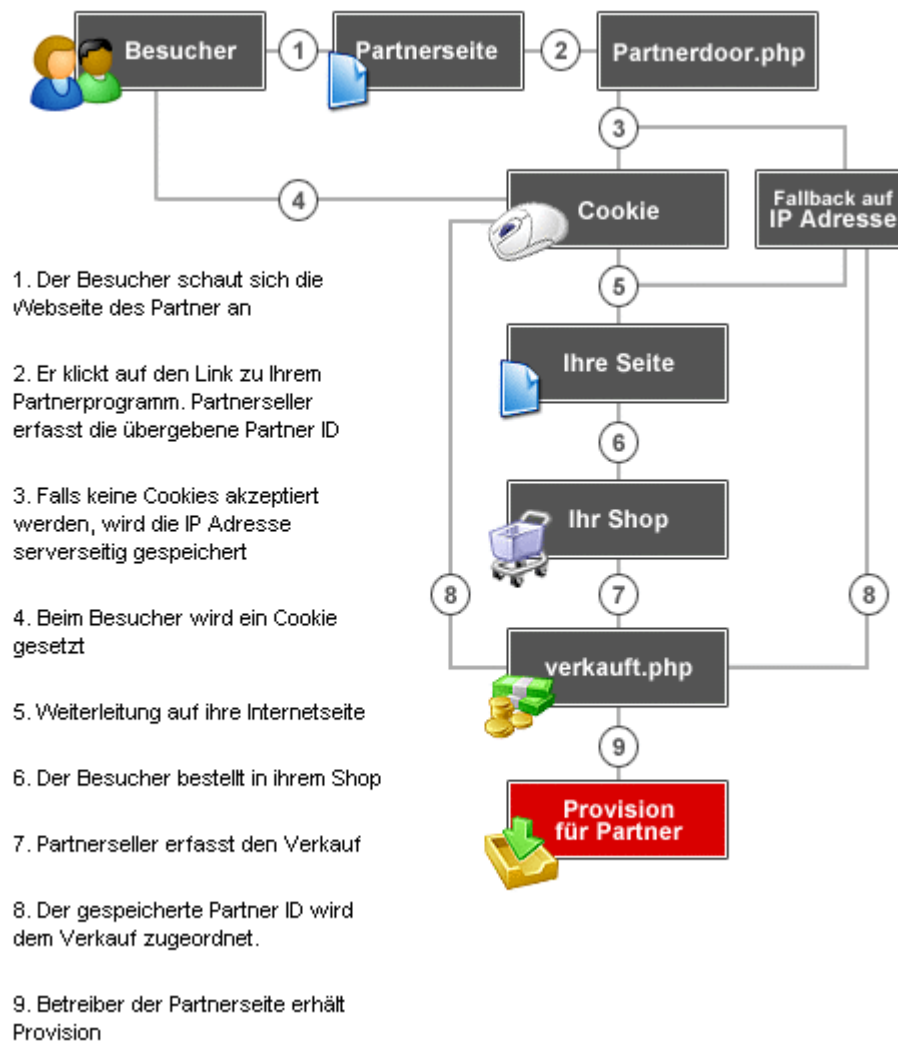 Besucher
1
Partnerseite
2
Partnerdoor.php
3
4
Cookie
Fallback auf
IP Adresse
5
Ihre Seite
6
Ihr Shop
8
7
8
verkauft.php
9
Provision
für Partner
1. Der Besucher schaut sich die
Webseite des Partner an
2. Er klickt auf den Link zu Ihrem
Partnerprogramm. Partnerseller
erfasst die übergebene Partner ID
3. Falls keine Cookies akzeptiert
werden, wird die IP Adresse
serverseitig gespeichert
4. Beim Besucher wird ein Cookie
gesetzt
5. Weiterleitung auf ihre Internetseite
6. Der Besucher bestellt in ihrem Shop
7. Partnerseller erfasst den Verkauf
8. Der gespeicherte Partner ID wird
dem Verkauf zugeordnet.
9. Betreiber der Partnerseite erhält
Provision